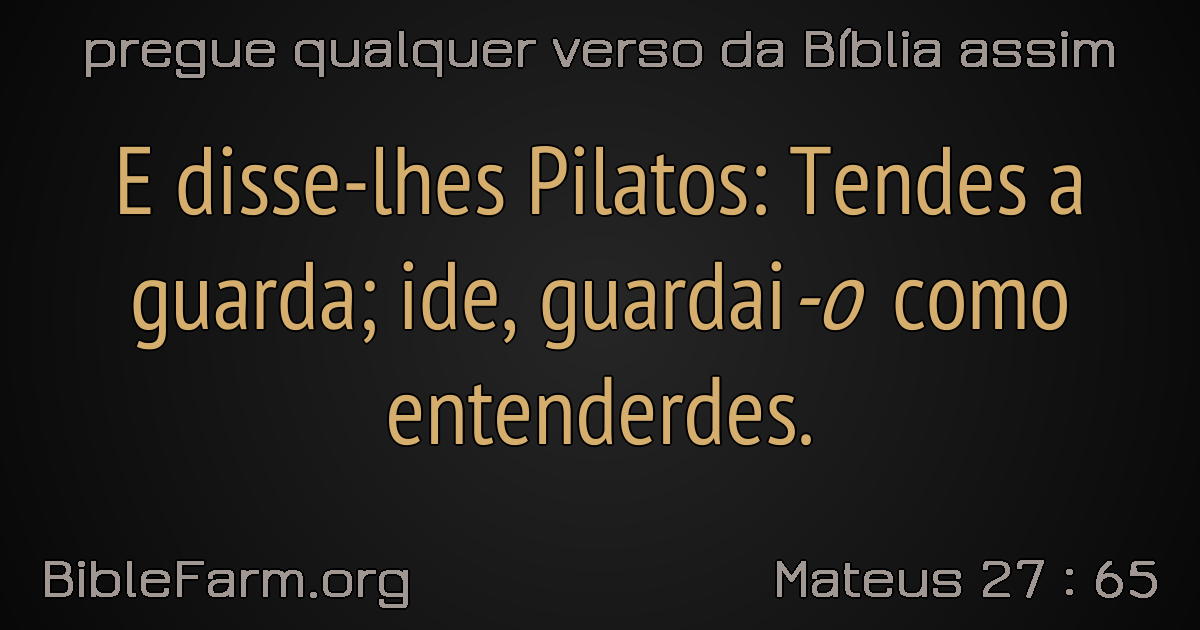 pregue qualquer verso da Bíblia assim
E disse-lhes Pilatos: Tendes a
guarda; ide, guardai -o como
entenderdes.
BibleFarm.org
Mateus 27 : 65